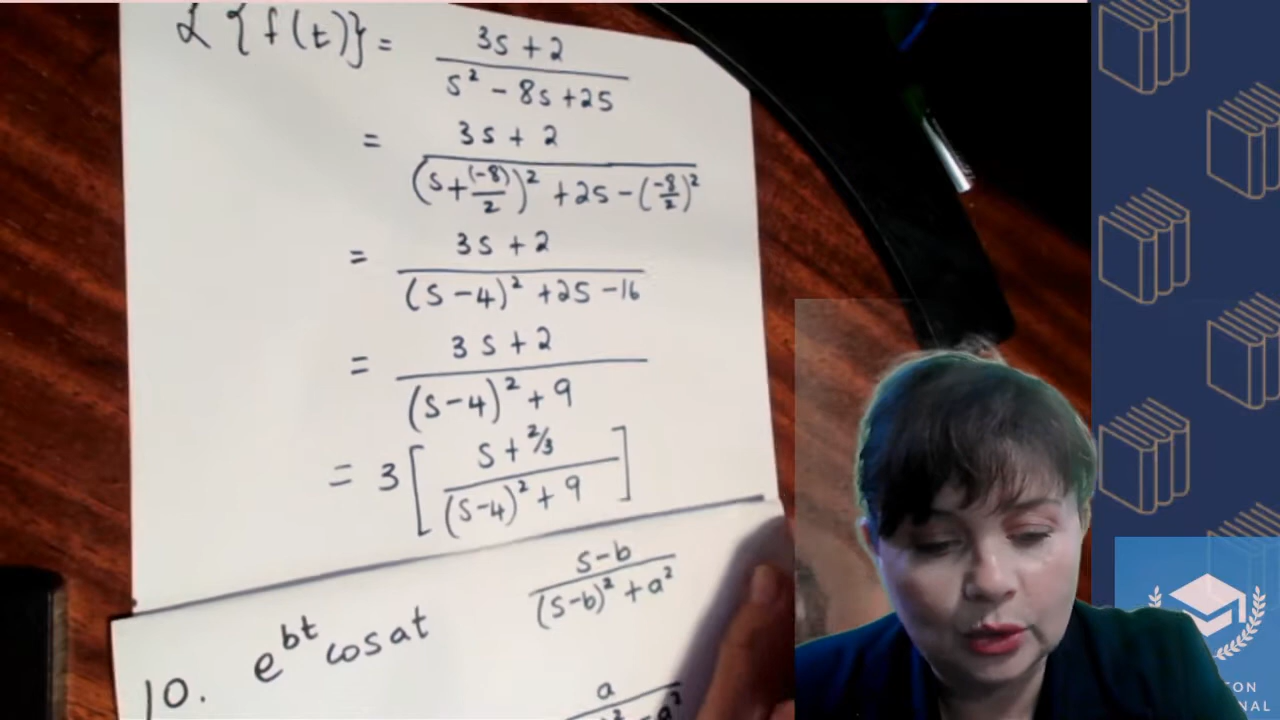 ℒ{f(t)} = (3s + 2)/(s² - 8s + 25)
= (3s + 2)/((s + (-8)/2)² + 25 - (-8/2)²)
= (3s + 2)/((s - 4)² + 25 - 16)
= (3s + 2)/((s - 4)² + 9)
= 3[(s + 2/3)/((s - 4)² + 9)]
10. e^{bt} cos at (s - b)/((s - b)² + a²)
a